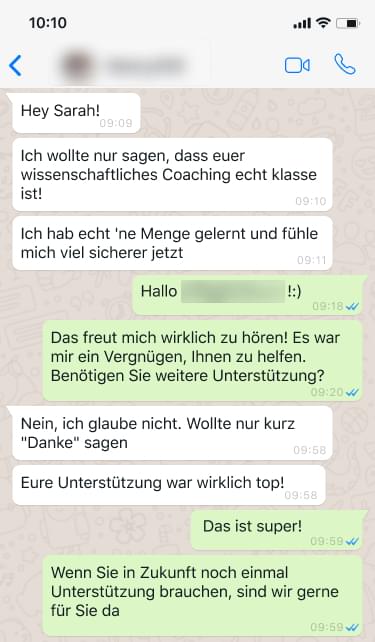 10:10
Hey Sarah!
09:09
Ich wollte nur sagen, dass euer
wissenschaftliches Coaching echt klasse
ist!
09:10
Ich hab echt 'ne Menge gelernt und fühle
mich viel sicherer jetzt
09:11
Hallo !:)
09:18
Das freut mich wirklich zu hören! Es war
mir ein Vergnügen, Ihnen zu helfen.
Benötigen Sie weitere Unterstützung?
09:20
Nein, ich glaube nicht. Wollte nur kurz
"Danke" sagen
09:58
Eure Unterstützung war wirklich top!
09:58
Das ist super!
09:59
Wenn Sie in Zukunft noch einmal
Unterstützung brauchen, sind wir gerne
für Sie da
09:59